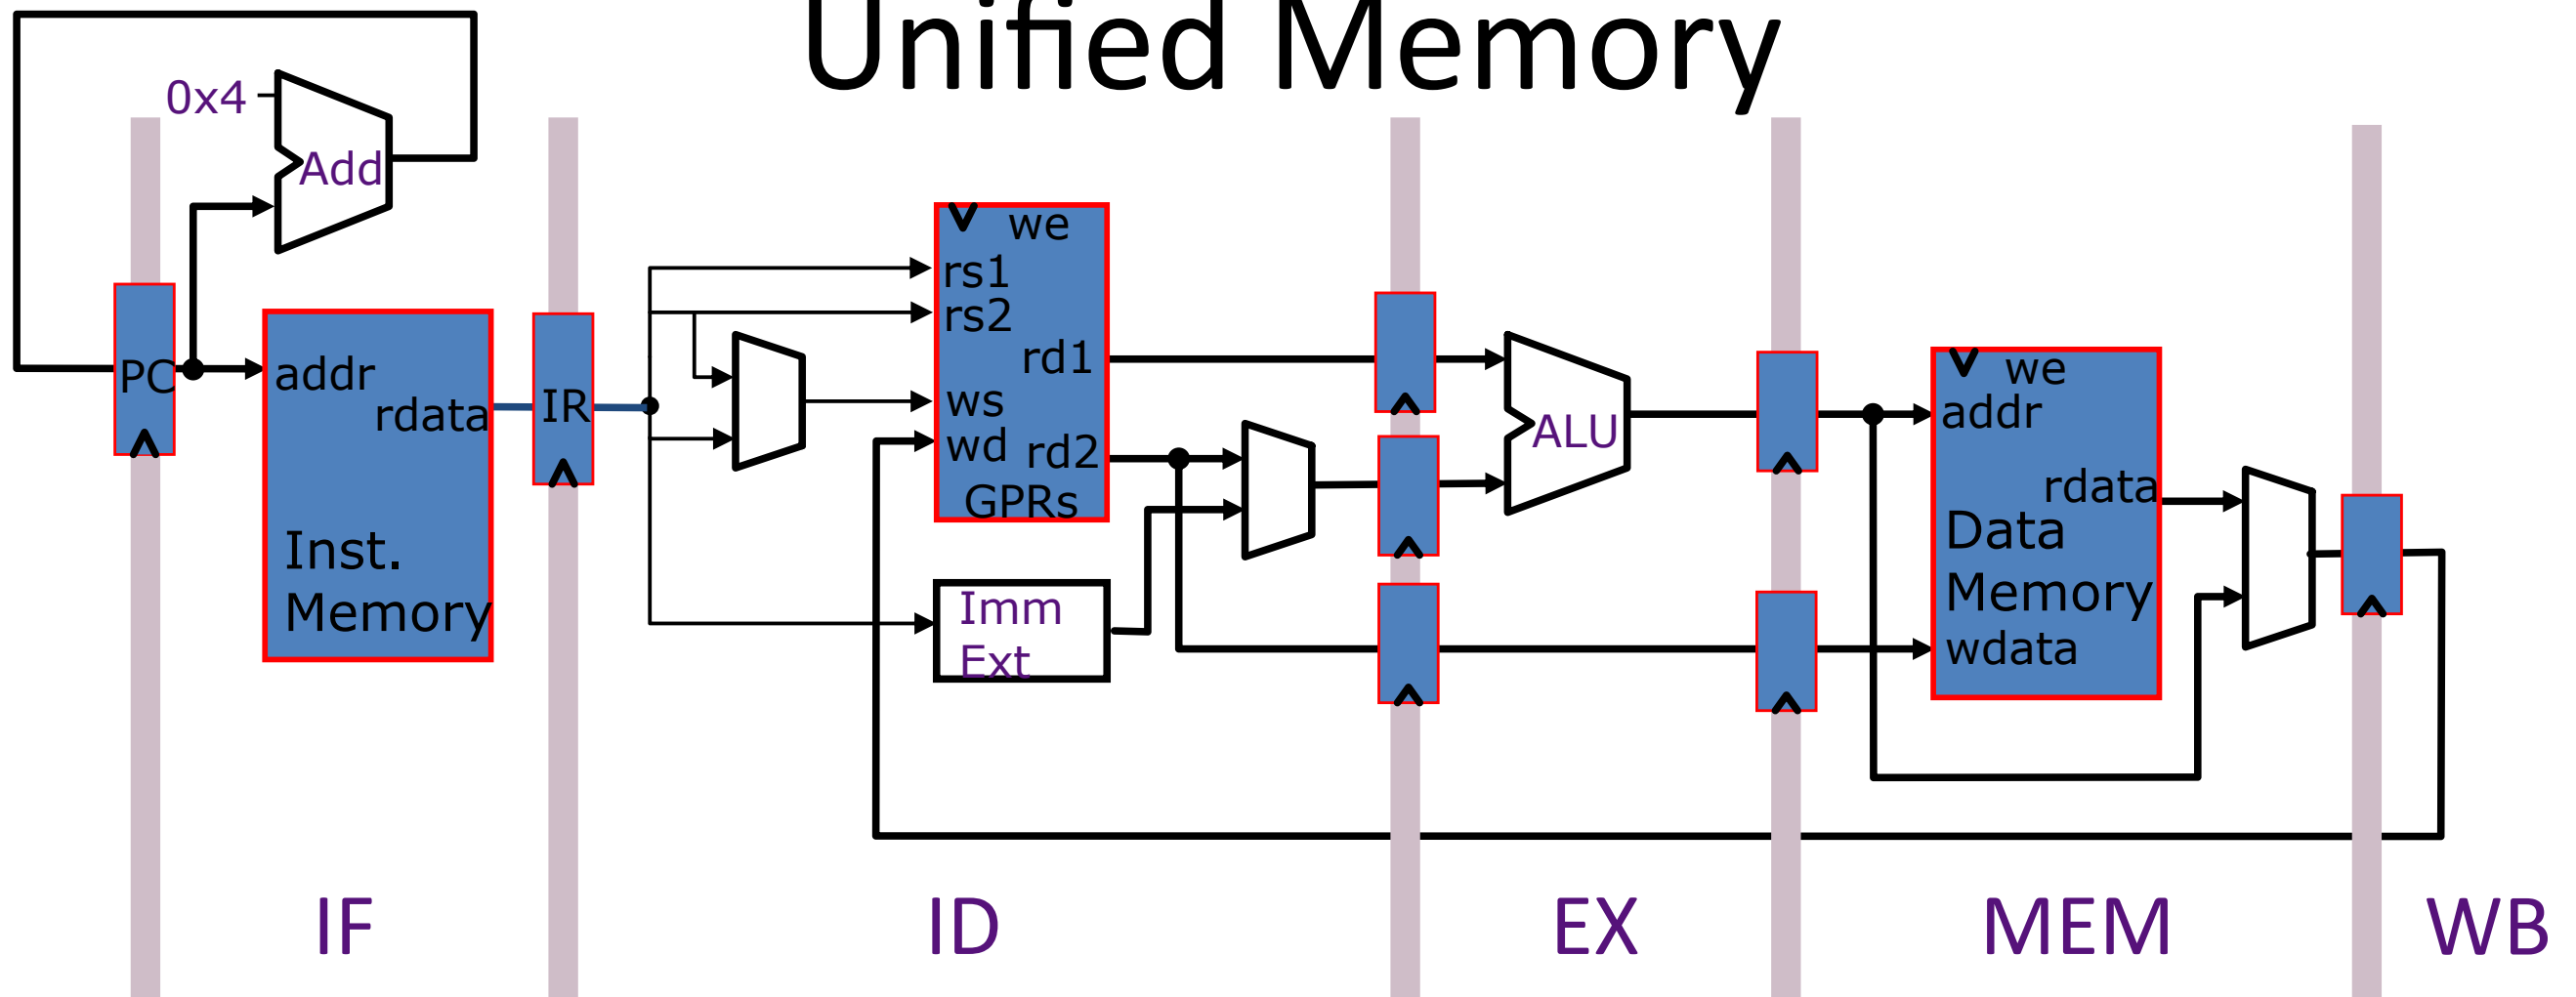 Unified Memory
0x4
Add
PC
addr
rdata
Inst.
Memory
IR
we
rs1
rs2
rd1
ws
wd
rd2
GPRs
Imm
Ext
ALU
we
addr
rdata
Data
Memory
wdata
IF
ID
EX
MEM
WB